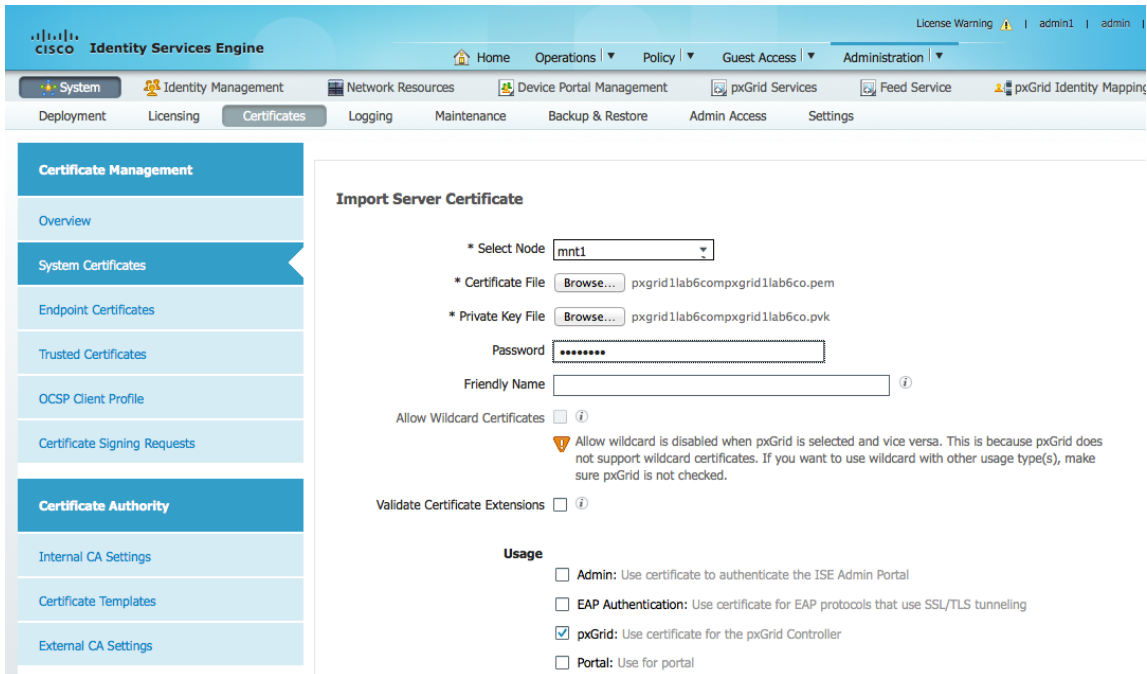 License Warning | admin1 | admin |
CISCO Identity Services Engine
Home Operations | Policy | Guest Access | Administration |
System Identity Management Network Resources Device Portal Management pxGrid Services Feed Service pxGrid Identity Mapping
Deployment Licensing Certificates Logging Maintenance Backup & Restore Admin Access Settings
Certificate Management
Overview
System Certificates
Endpoint Certificates
Trusted Certificates
OCSP Client Profile
Certificate Signing Requests
Certificate Authority
Internal CA Settings
Certificate Templates
External CA Settings
Import Server Certificate
* Select Node mnt1
* Certificate File Browse... pxgrid1lab6compxgrid1lab6co.pem
* Private Key File Browse... pxgrid1lab6compxgrid1lab6co.pvk
Password ••••••••
Friendly Name
Allow Wildcard Certificates
Allow wildcard is disabled when pxGrid is selected and vice versa. This is because pxGrid does
not support wildcard certificates. If you want to use wildcard with other usage type(s), make
sure pxGrid is not checked.
Validate Certificate Extensions
Usage
Admin: Use certificate to authenticate the ISE Admin Portal
EAP Authentication: Use certificate for EAP protocols that use SSL/TLS tunneling
pxGrid: Use certificate for the pxGrid Controller
Portal: Use for portal